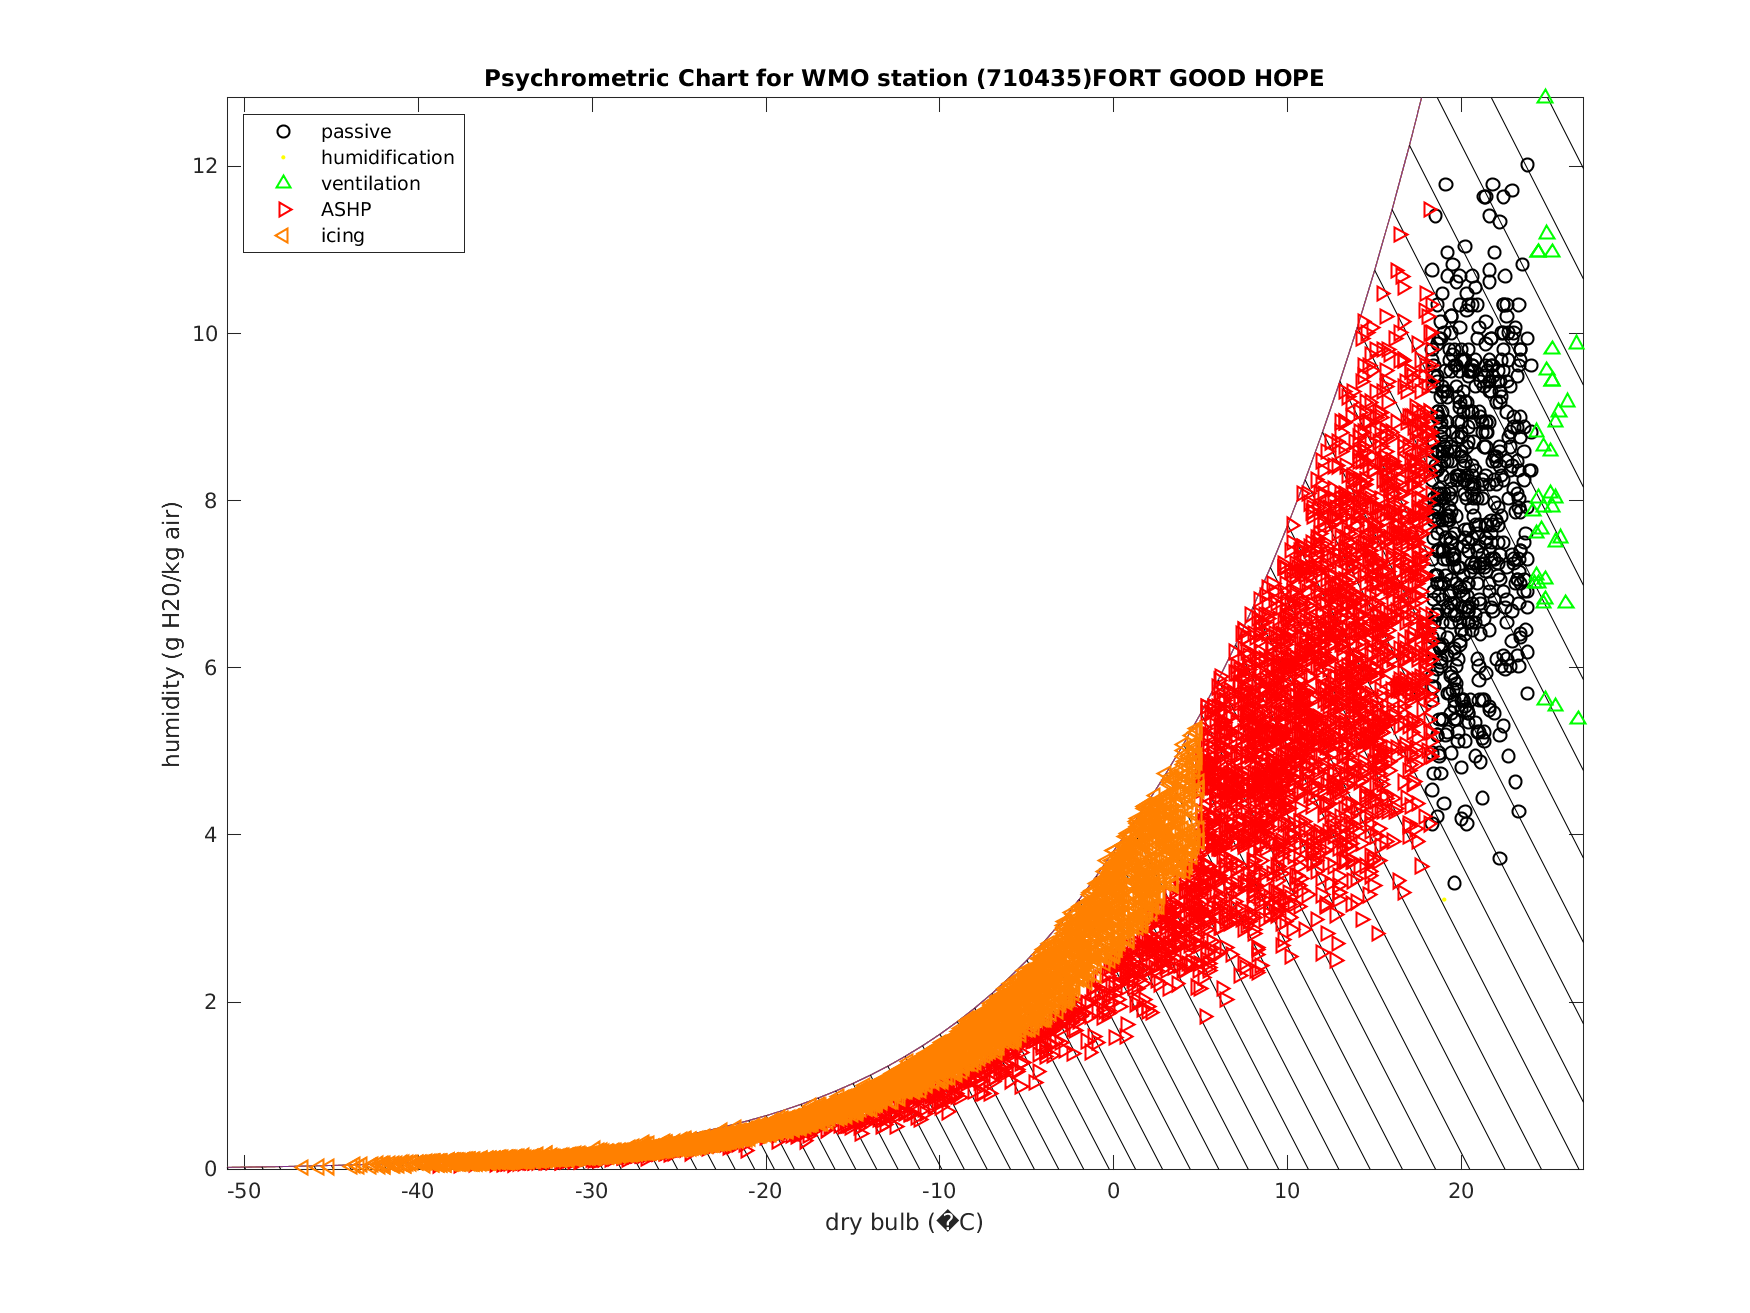 Psychrometric Chart for WMO station (710435)FORT GOOD HOPE
passive
humidification
ventilation
ASHP
icing
humidity (g H20/kg air)
12
10
8
6
4
2
0
-50 -40 -30 -20 -10 0 10 20
dry bulb (�C)